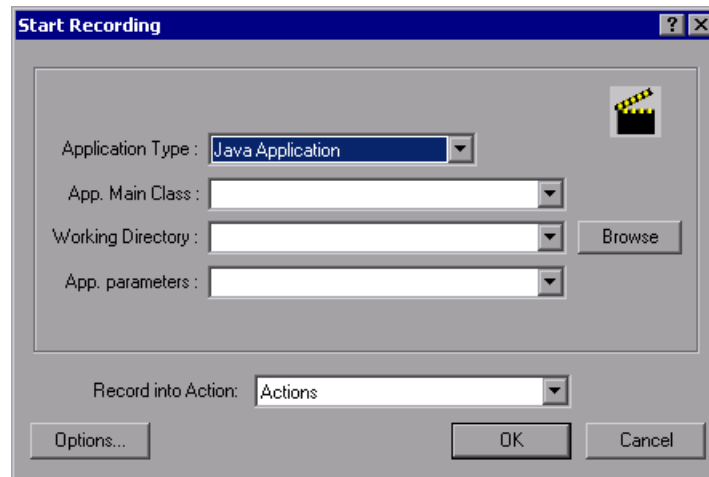 Start Recording
Application Type : Java Application
App. Main Class :
Working Directory : Browse
App. parameters :
Record into Action: Actions
Options... OK Cancel